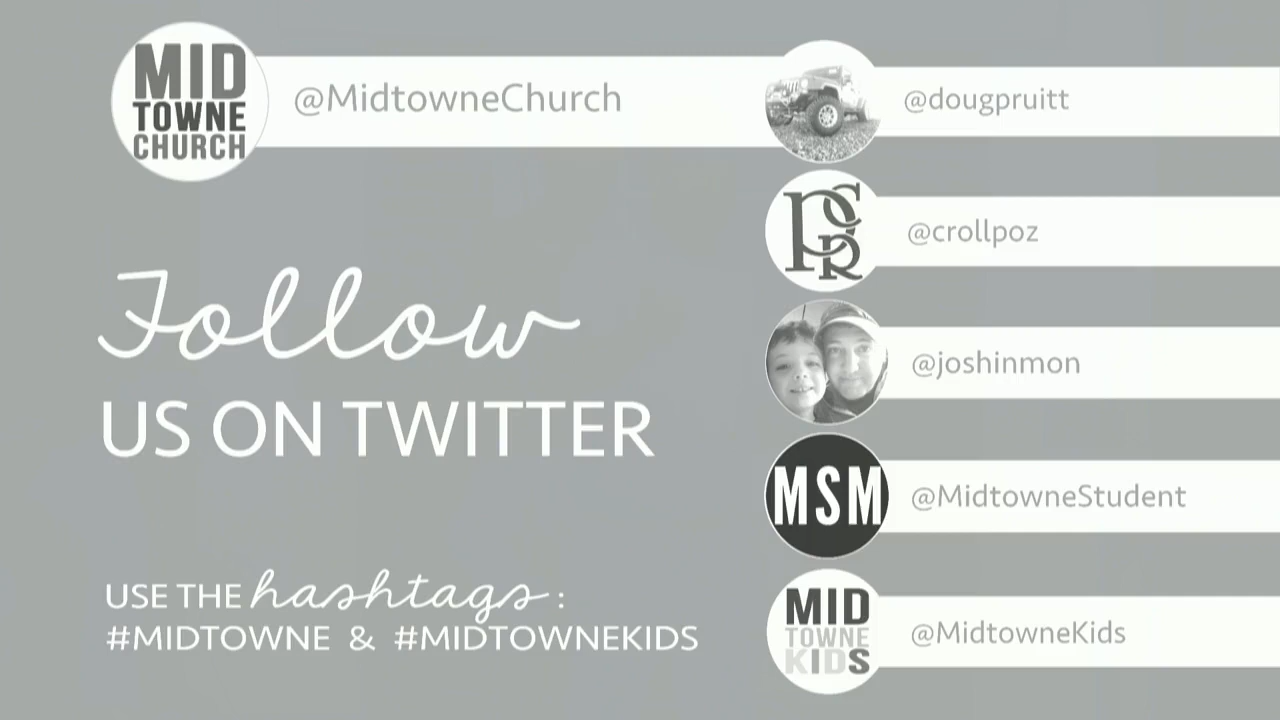 MID
TOWNE
CHURCH
@MidtowneChurch
Follow
US ON TWITTER
USE THE hashtags :
#MIDTOWNE & #MIDTOWNEKIDS
@dougpruitt
PCR
@crollpoz
@joshinmon
MSM
@MidtowneStudent
MID
TOWNE
KIDS
@MidtowneKids